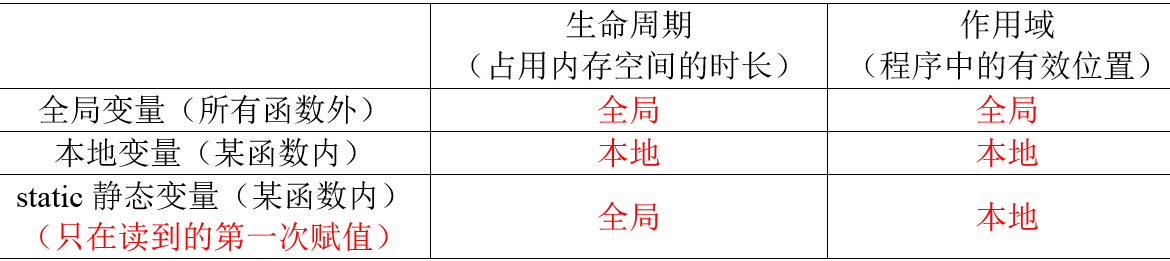 生命周期
（占用内存空间的时长）
作用域
（程序中的有效位置）
全局变量（所有函数外）
全局
全局
本地变量（某函数内）
本地
本地
static 静态变量（某函数内）
（只在读到的第一次赋值）
全局
本地